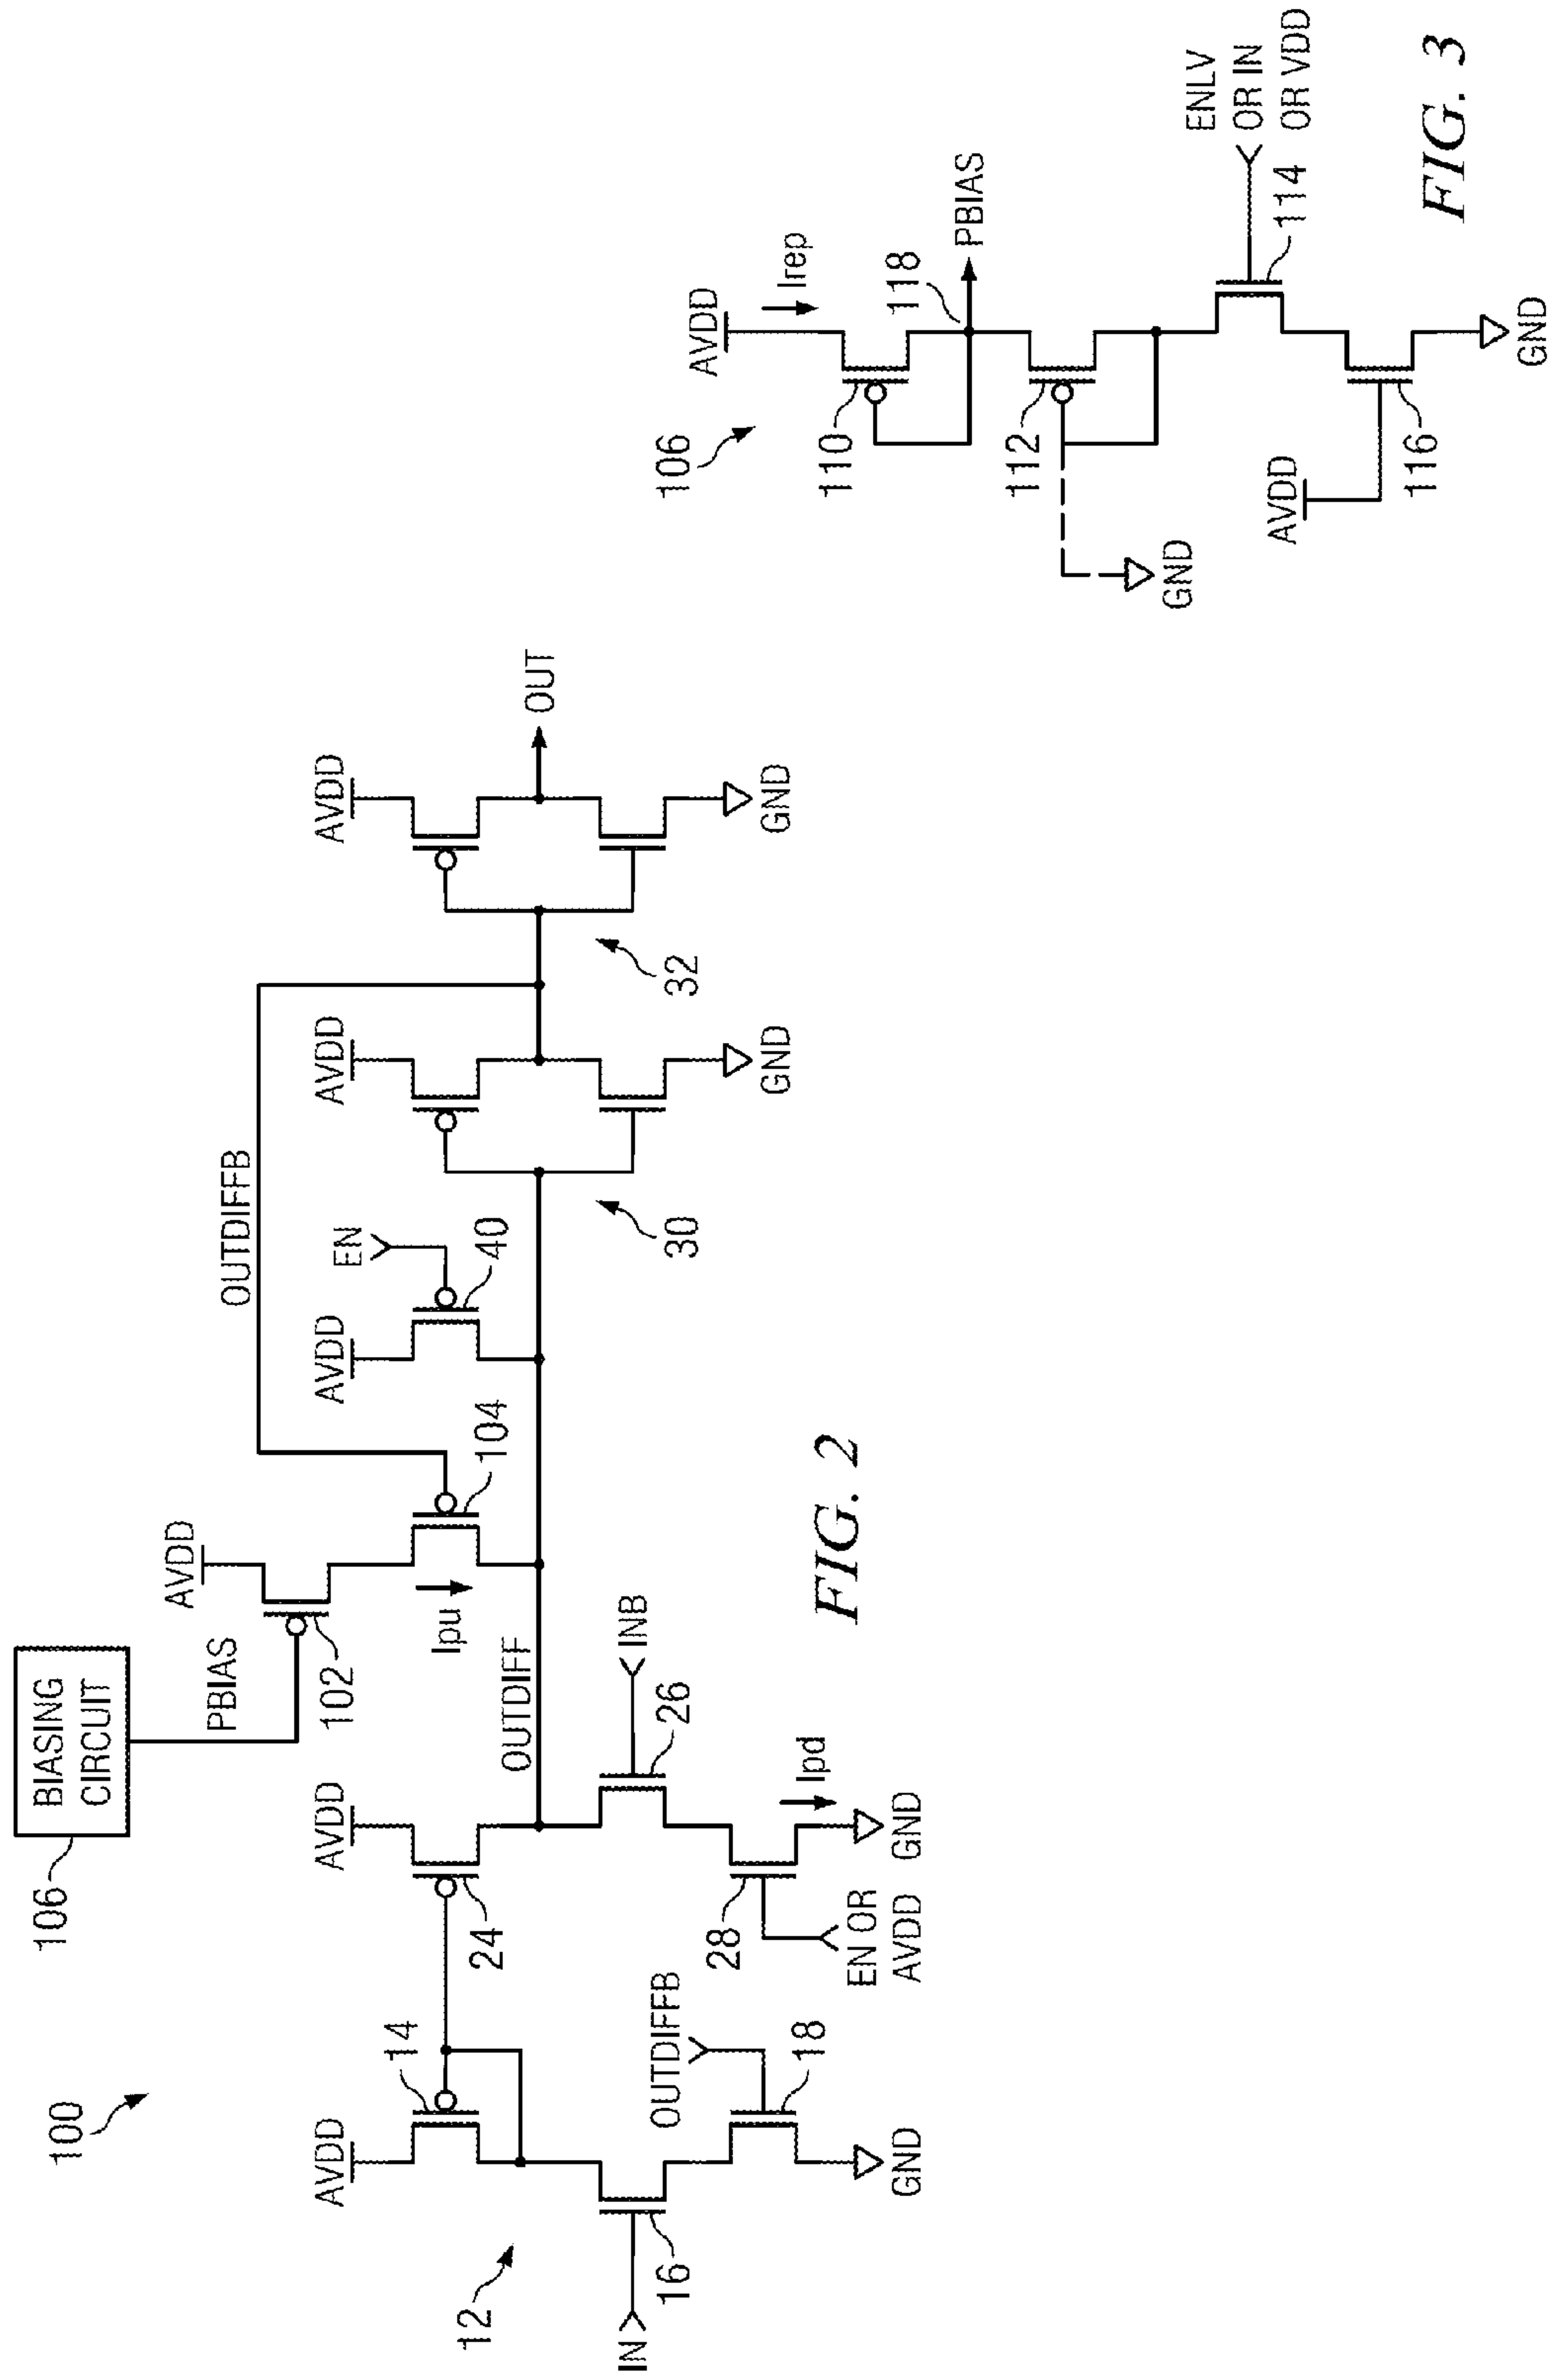 100
106
BIASING
CIRCUIT
PBIAS
AVDD
102
Ipu
104
OUTDIFFB
AVDD
14
AVDD
24
AVDD
EN
40
AVDD
AVDD
12
IN
16
OUTDIFFB
18
GND
OUTDIFF
INB
26
28
EN OR
AVDD
Ipd
GND
30
GND
32
OUT
GND
FIG. 2
106
AVDD
Irep
110
118
PBIAS
112
GND
ENLV
OR IN
OR VDD
114
AVDD
116
GND
FIG. 3